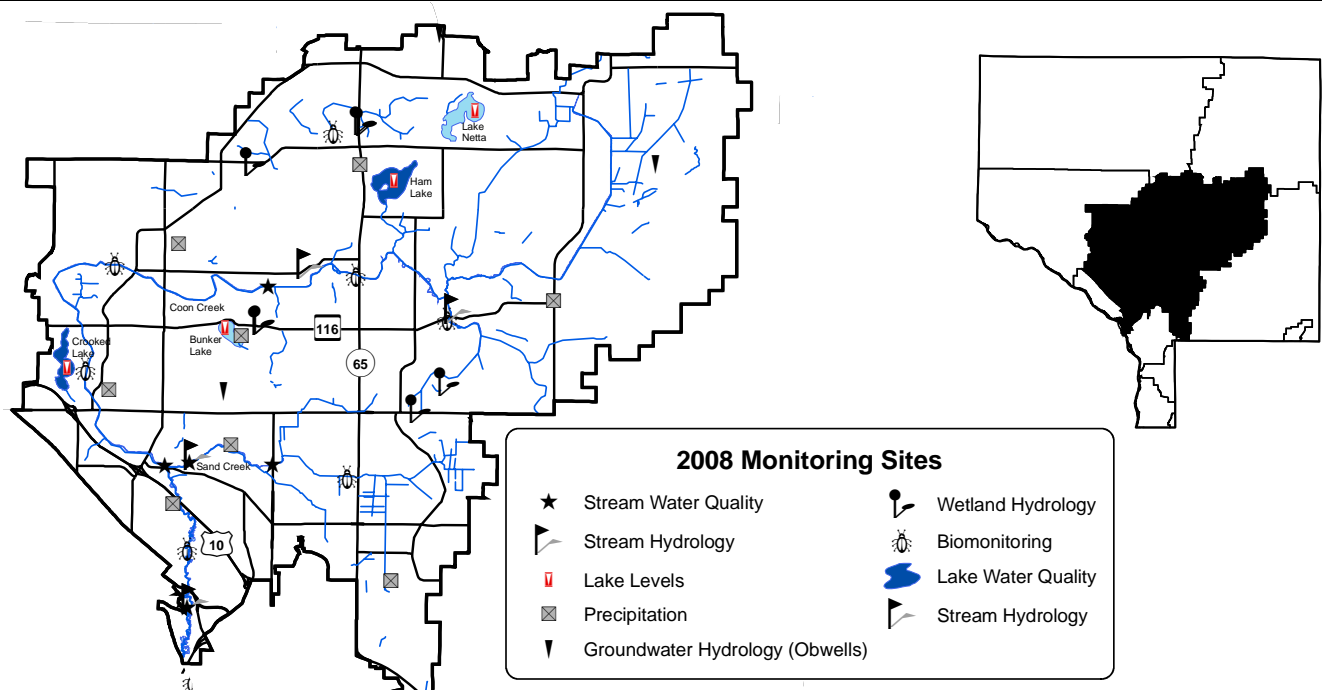 Lake
Netta
Ham
Lake
Coon Creek
Bunker
Lake
116
Crooked
Lake
65
Sand Creek
10
2008 Monitoring Sites
Stream Water Quality
Stream Hydrology
Lake Levels
Precipitation
Groundwater Hydrology (Obwells)
Wetland Hydrology
Biomonitoring
Lake Water Quality
Stream Hydrology